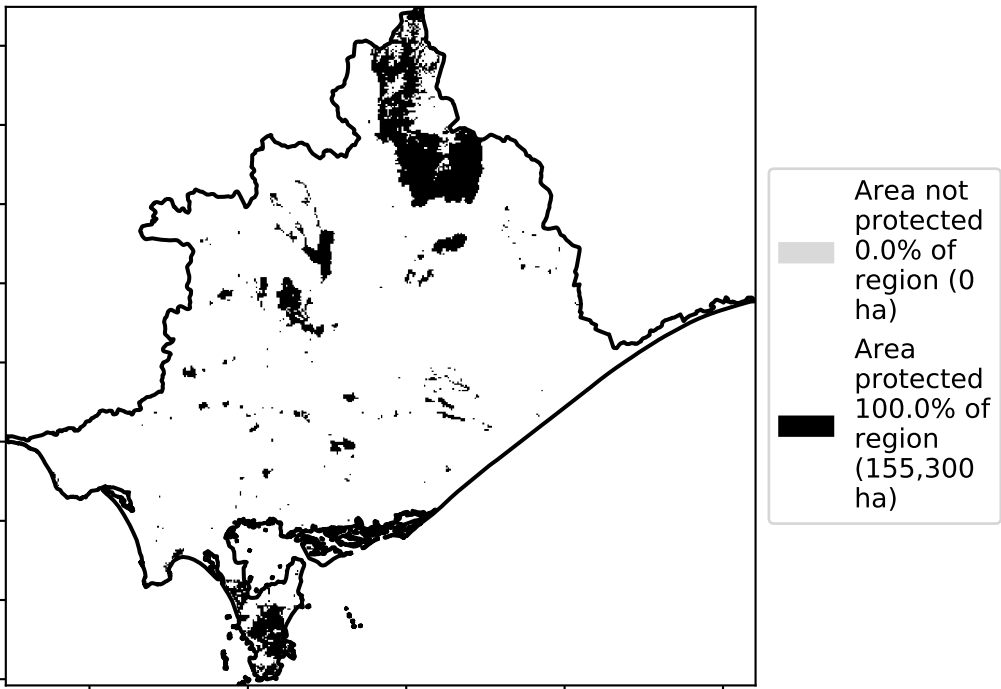 Area not
protected
0.0% of
region (0
ha)
Area
protected
100.0% of
region
(155,300
ha)